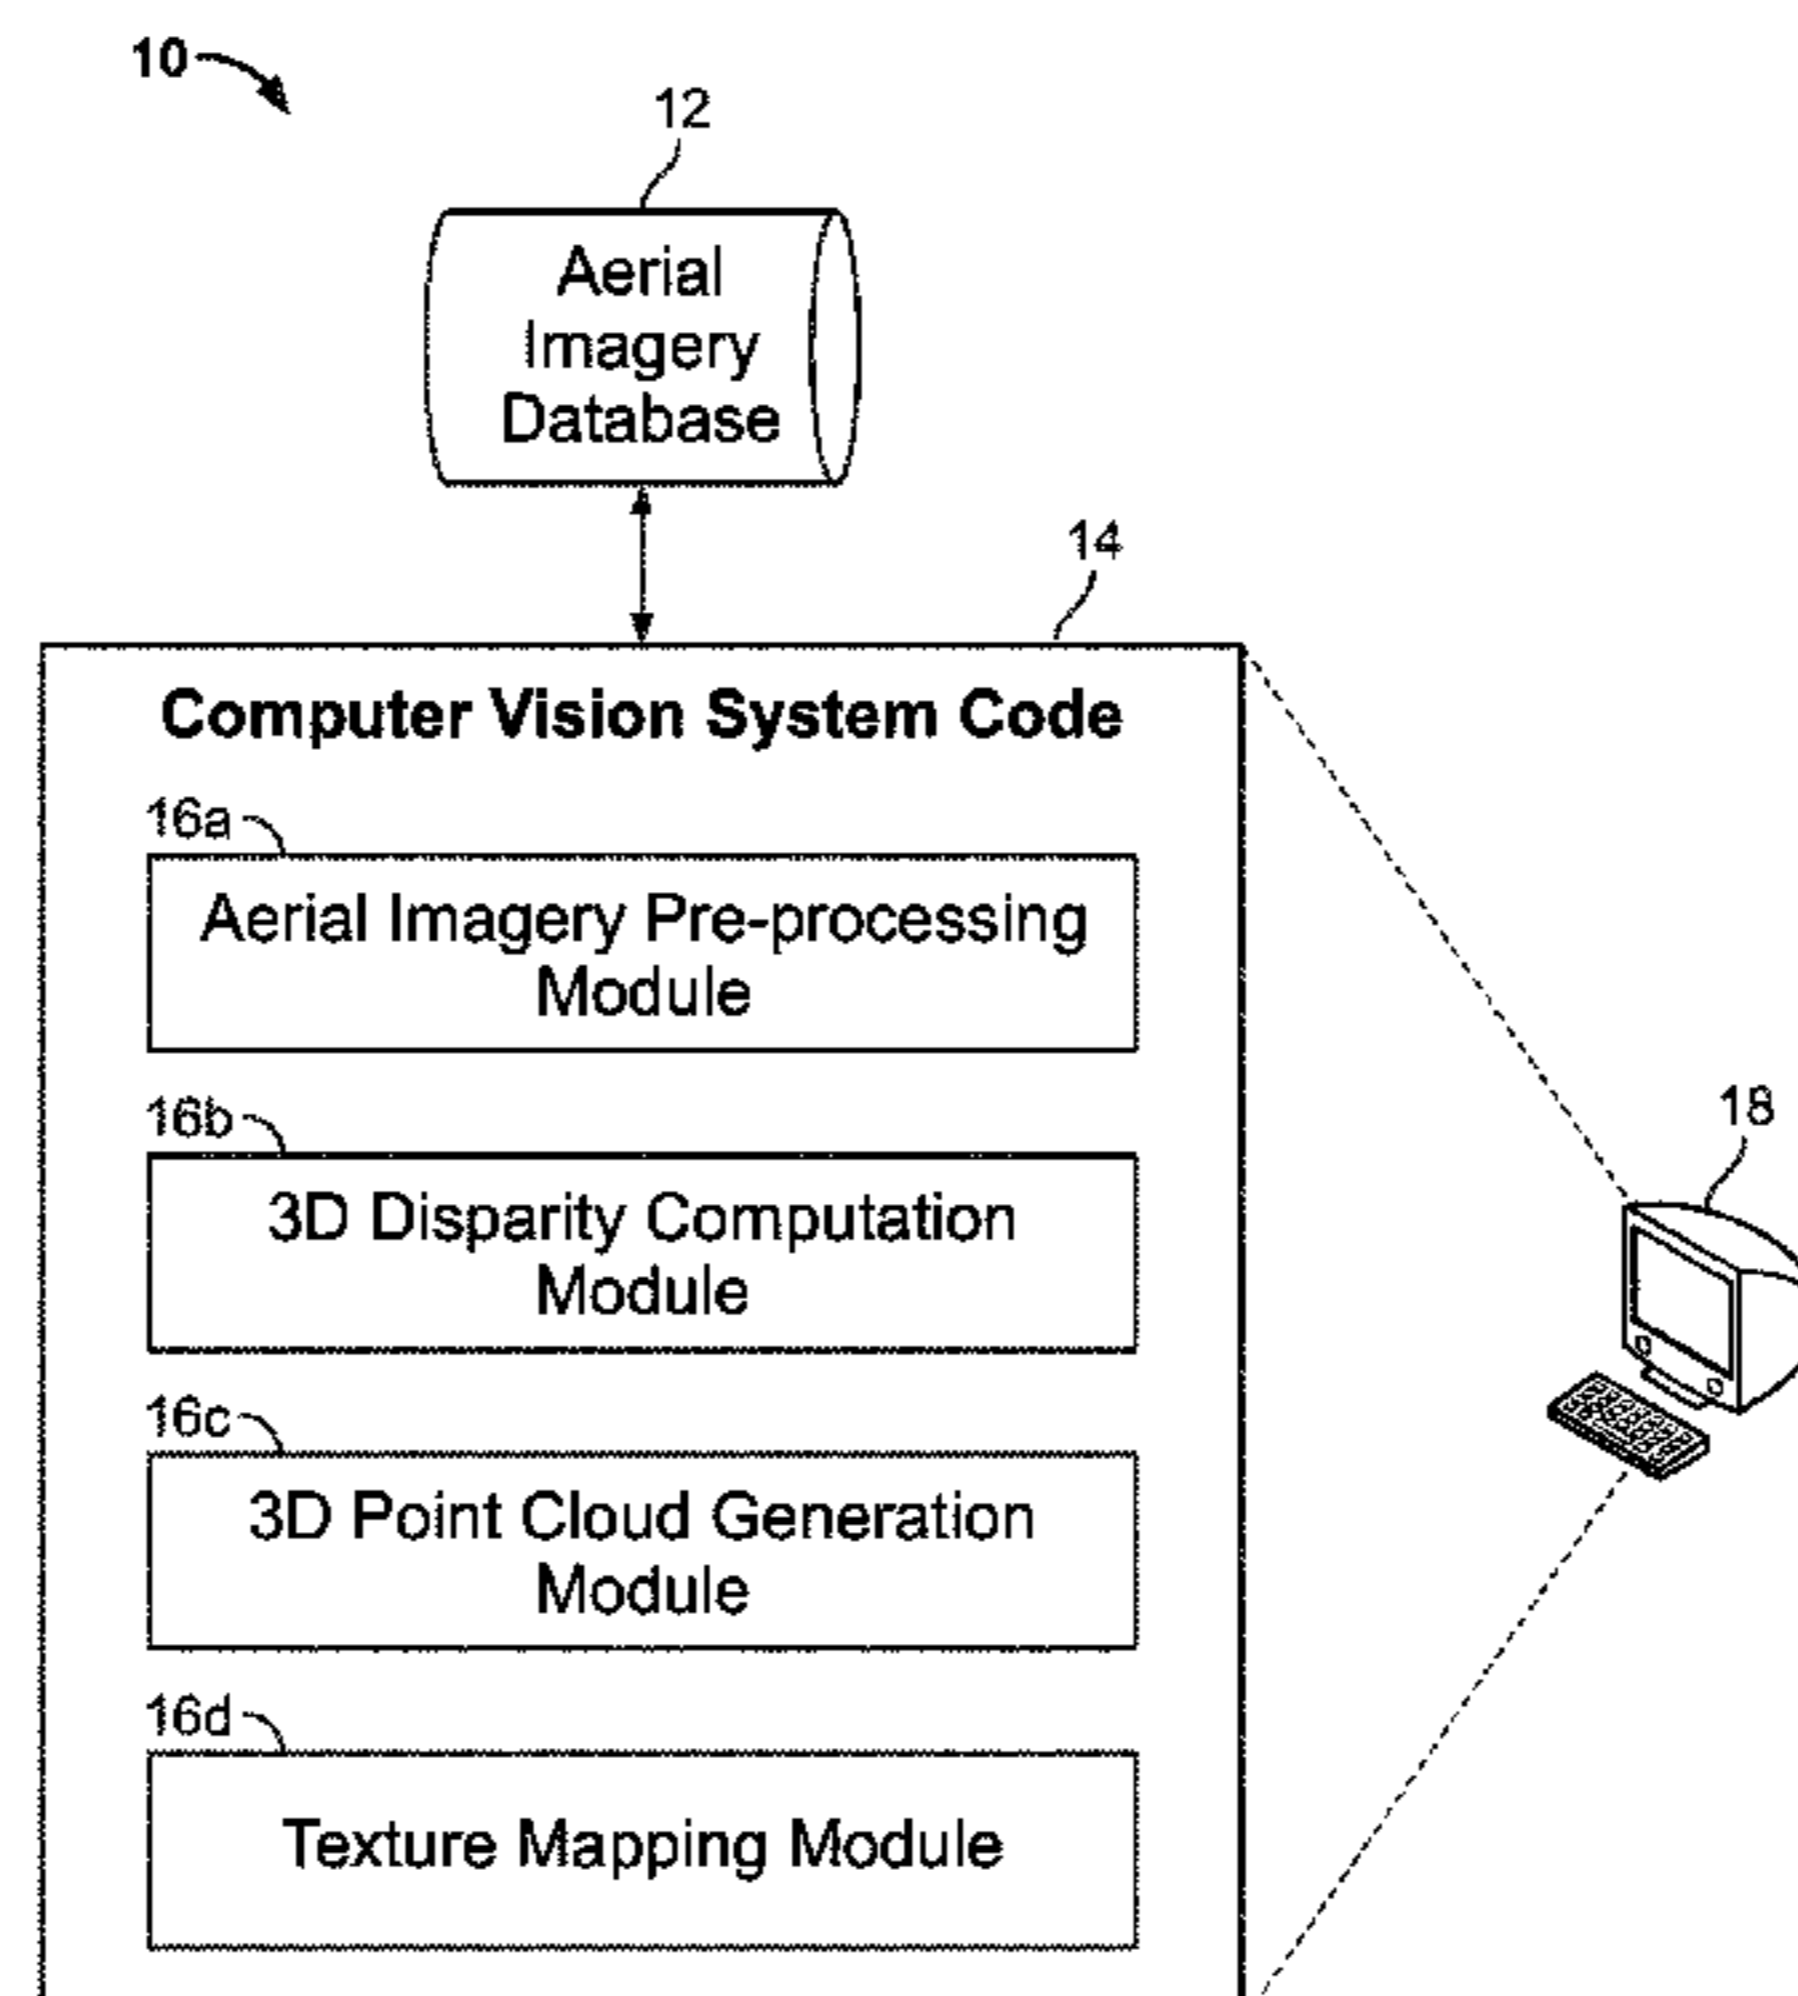 10
12
Aerial
Imagery
Database
14
Computer Vision System Code
16a
Aerial Imagery Pre-processing
Module
16b
3D Disparity Computation
Module
18
16c
3D Point Cloud Generation
Module
16d
Texture Mapping Module